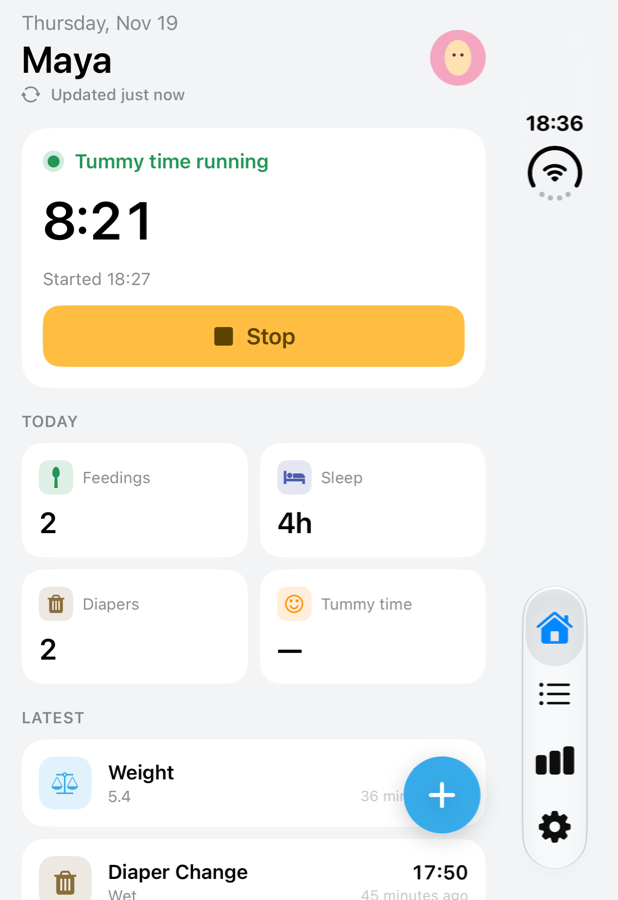 Thursday, Nov 19
Maya
Updated just now
18:36
Tummy time running
8:21
Started 18:27
Stop
TODAY
Feedings
2
Sleep
4h
Diapers
2
Tummy time
—
LATEST
Weight
5.4
36
Diaper Change
17:50
Wet
45 minutes ago